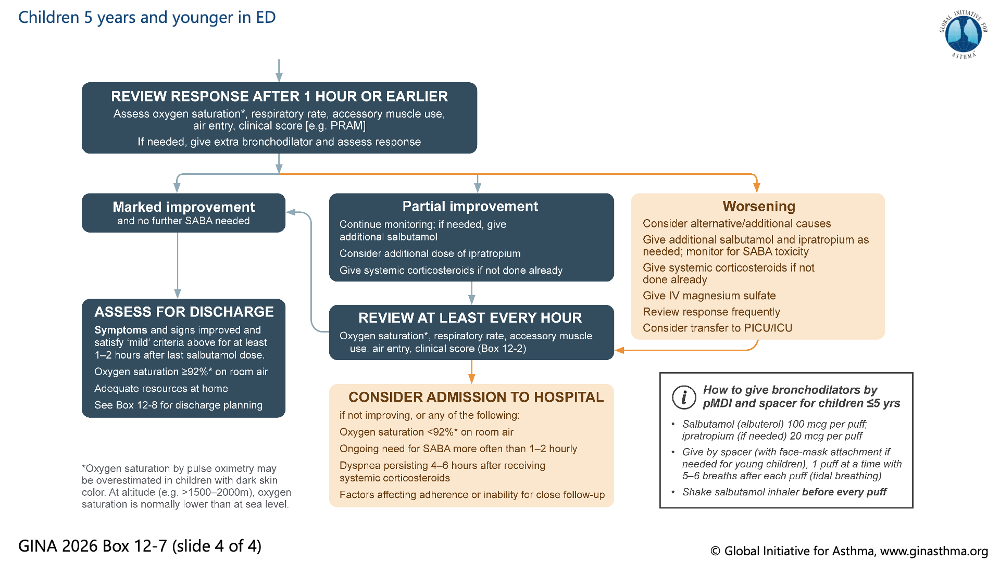 Children 5 years and younger in ED
GLOBAL INITIATIVE FOR
ASTHMA
REVIEW RESPONSE AFTER 1 HOUR OR EARLIER
Assess oxygen saturation*, respiratory rate, accessory muscle use,
air entry, clinical score [e.g. PRAM]
If needed, give extra bronchodilator and assess response
Marked improvement
and no further SABA needed
Partial improvement
Continue monitoring; if needed, give
additional salbutamol
Consider additional dose of ipratropium
Give systemic corticosteroids if not done already
Worsening
Consider alternative/additional causes
Give additional salbutamol and ipratropium as
needed; monitor for SABA toxicity
Give systemic corticosteroids if not
done already
Give IV magnesium sulfate
Review response frequently
Consider transfer to PICU/ICU
ASSESS FOR DISCHARGE
Symptoms and signs improved and
satisfy ‘mild’ criteria above for at least
1–2 hours after last salbutamol dose.
Oxygen saturation ≥92%* on room air
Adequate resources at home
See Box 12-8 for discharge planning
REVIEW AT LEAST EVERY HOUR
Oxygen saturation*, respiratory rate, accessory muscle
use, air entry, clinical score (Box 12-2)
CONSIDER ADMISSION TO HOSPITAL
if not improving, or any of the following:
Oxygen saturation <92%* on room air
Ongoing need for SABA more often than 1–2 hourly
Dyspnea persisting 4–6 hours after receiving
systemic corticosteroids
Factors affecting adherence or inability for close follow-up
i
How to give bronchodilators by
pMDI and spacer for children ≤5 yrs
• Salbutamol (albuterol) 100 mcg per puff;
ipratropium (if needed) 20 mcg per puff
• Give by spacer (with face-mask attachment if
needed for young children), 1 puff at a time with
5–6 breaths after each puff (tidal breathing)
• Shake salbutamol inhaler before every puff
*Oxygen saturation by pulse oximetry may
be overestimated in children with dark skin
color. At altitude (e.g. >1500–2000m), oxygen
saturation is normally lower than at sea level.
GINA 2026 Box 12-7 (slide 4 of 4)
© Global Initiative for Asthma, www.ginasthma.org